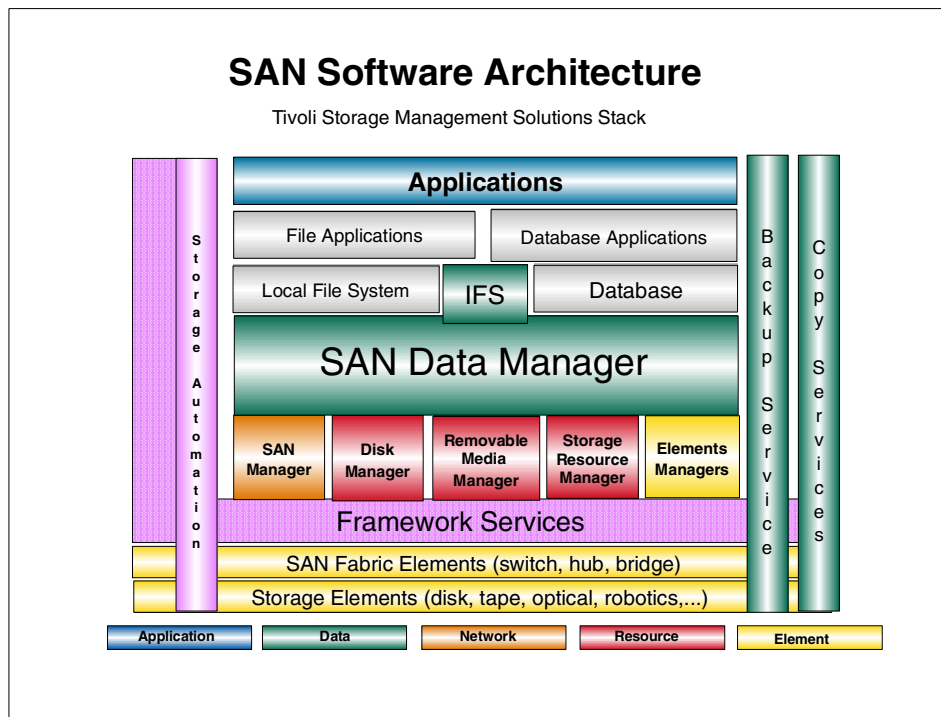 SAN Software Architecture
Tivoli Storage Management Solutions Stack
Storage Automation
Applications
File Applications
Database Applications
Local File System
IFS
Database
SAN Data Manager
SAN
Manager
Disk
Manager
Removable
Media
Manager
Storage
Resource
Manager
Elements
Managers
Framework Services
SAN Fabric Elements (switch, hub, bridge)
Storage Elements (disk, tape, optical, robotics,...)
Backup Service
Copy Services
Application
Data
Network
Resource
Element